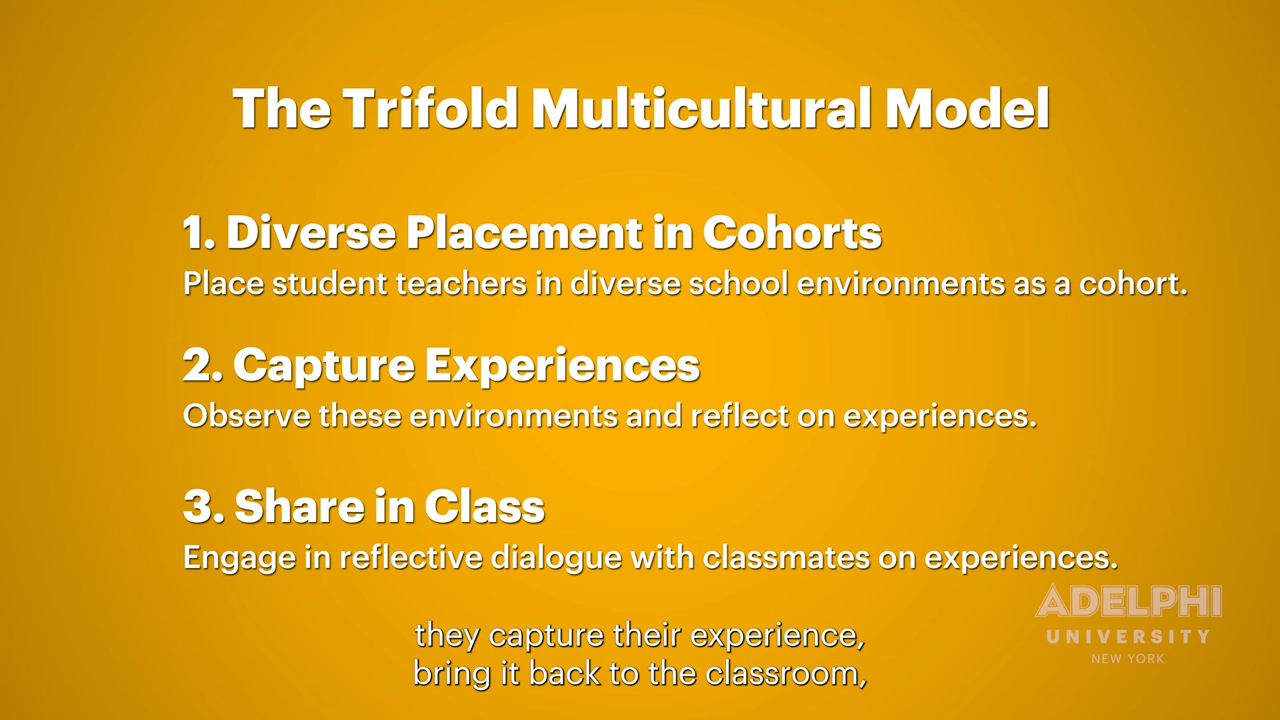 The Trifold Multicultural Model
1. Diverse Placement in Cohorts
Place student teachers in diverse school environments as a cohort.
2. Capture Experiences
Observe these environments and reflect on experiences.
3. Share in Class
Engage in reflective dialogue with classmates on experiences.
ADELPHI
UNIVERSITY
NEW YORK
they capture their experience,
bring it back to the classroom,